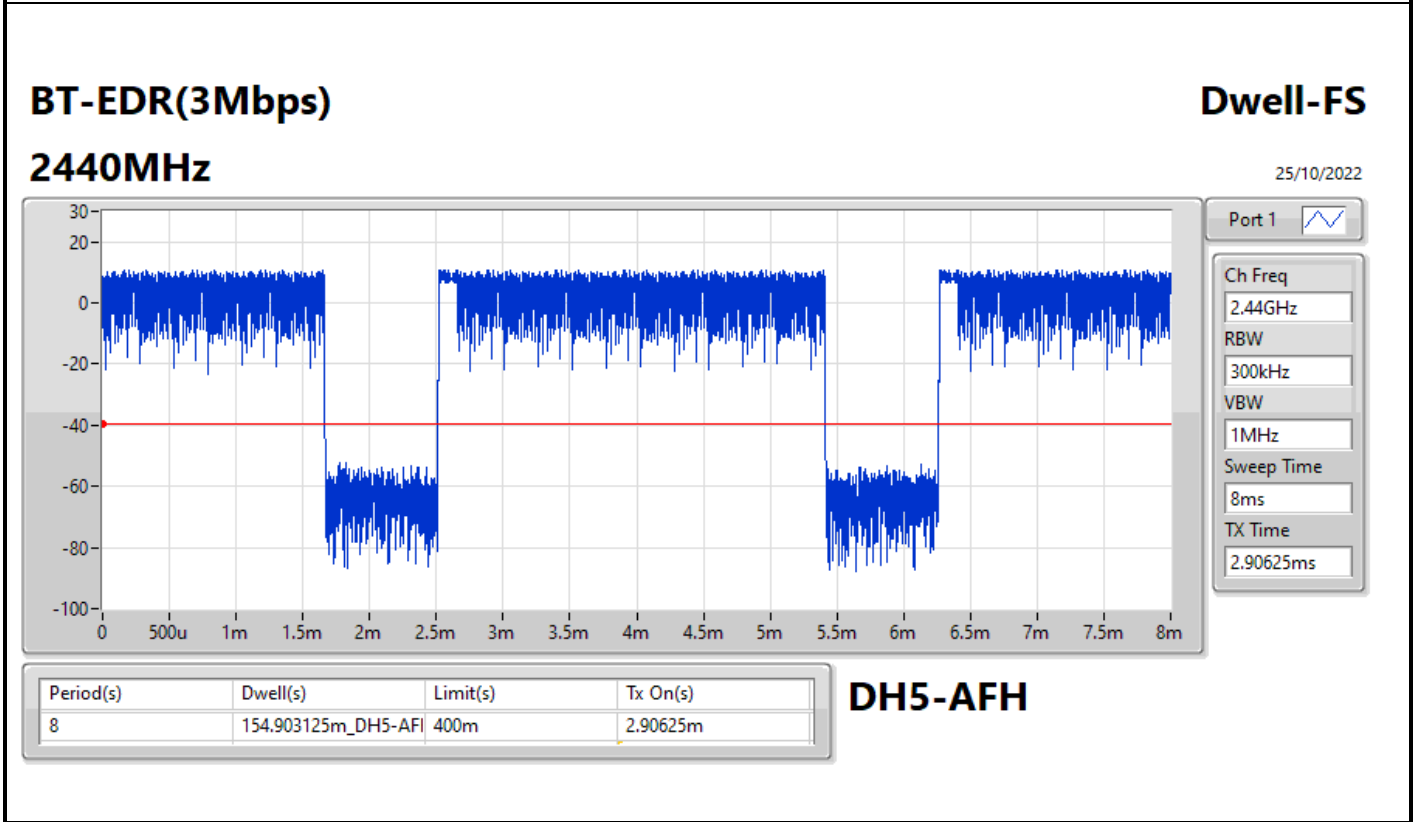 BT-EDR(3Mbps)
Dwell-FS
2440MHz
25/10/2022
30
20
0
-20
-40
-60
-80
-100
0 500u 1m 1.5m 2m 2.5m 3m 3.5m 4m 4.5m 5m 5.5m 6m 6.5m 7m 7.5m 8m
Port 1
Ch Freq
2.44GHz
RBW
300kHz
VBW
1MHz
Sweep Time
8ms
TX Time
2.90625ms
Period(s) Dwell(s) Limit(s) Tx On(s)
8 154.903125m_DH5-AFH 400m 2.90625m
DH5-AFH